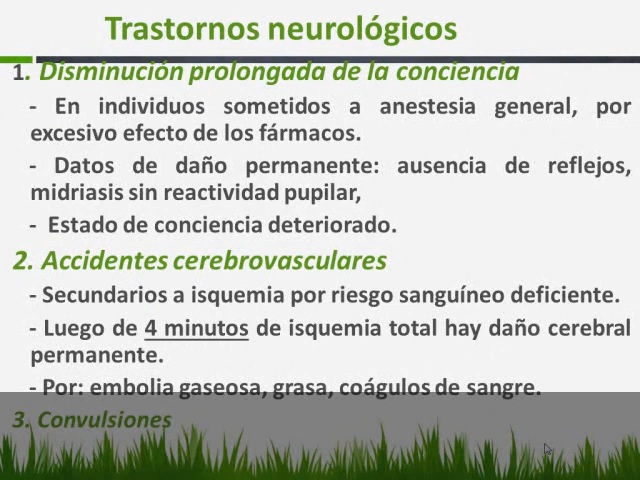 Trastornos neurológicos
1. Disminución prolongada de la conciencia
- En individuos sometidos a anestesia general, por
excesivo efecto de los fármacos.
- Datos de daño permanente: ausencia de reflejos,
midriasis sin reactividad pupilar,
- Estado de conciencia deteriorado.
2. Accidentes cerebrovasculares
- Secundarios a isquemia por riesgo sanguíneo deficiente.
- Luego de 4 minutos de isquemia total hay daño cerebral
permanente.
- Por: embolia gaseosa, grasa, coágulos de sangre.
3. Convulsiones